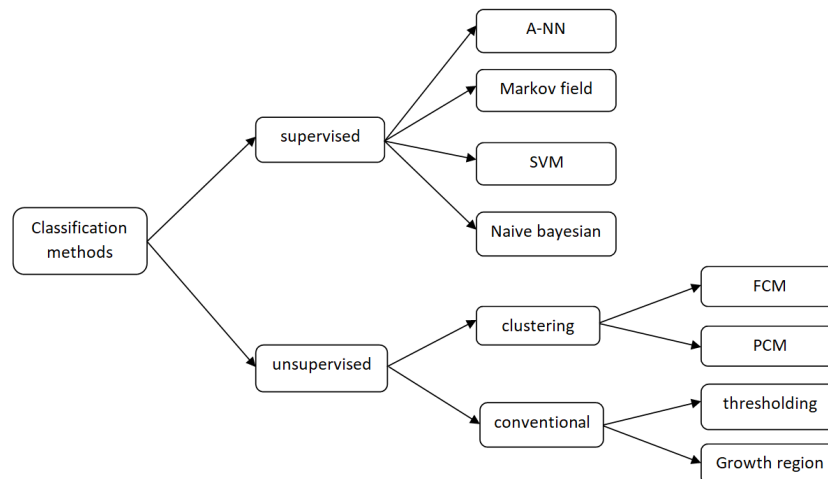 A-NN
Markov field
supervised
SVM
Classification
methods
Naive bayesian
FCM
clustering
unsupervised
PCM
conventional
thresholding
Growth region